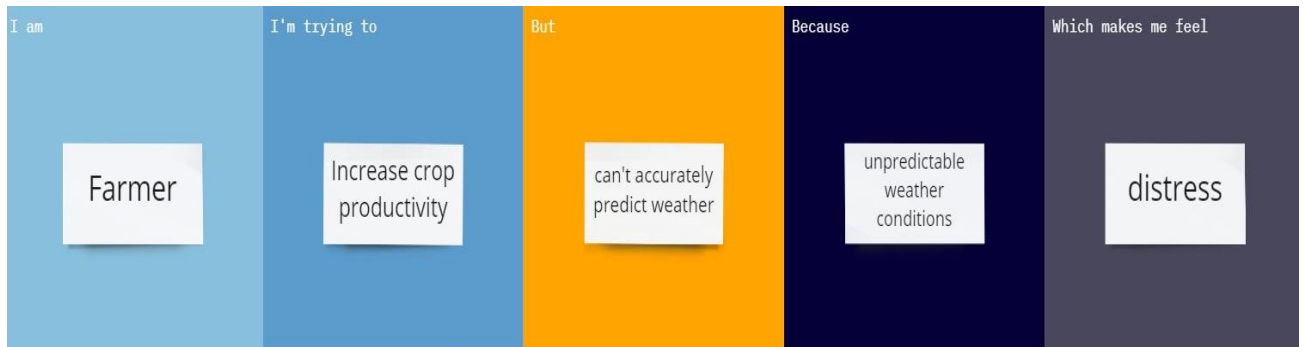 I am
Farmer
I'm trying to
Increase crop
productivity
But
can't accurately
predict weather
Because
unpredictable
weather
conditions
Which makes me feel
distress